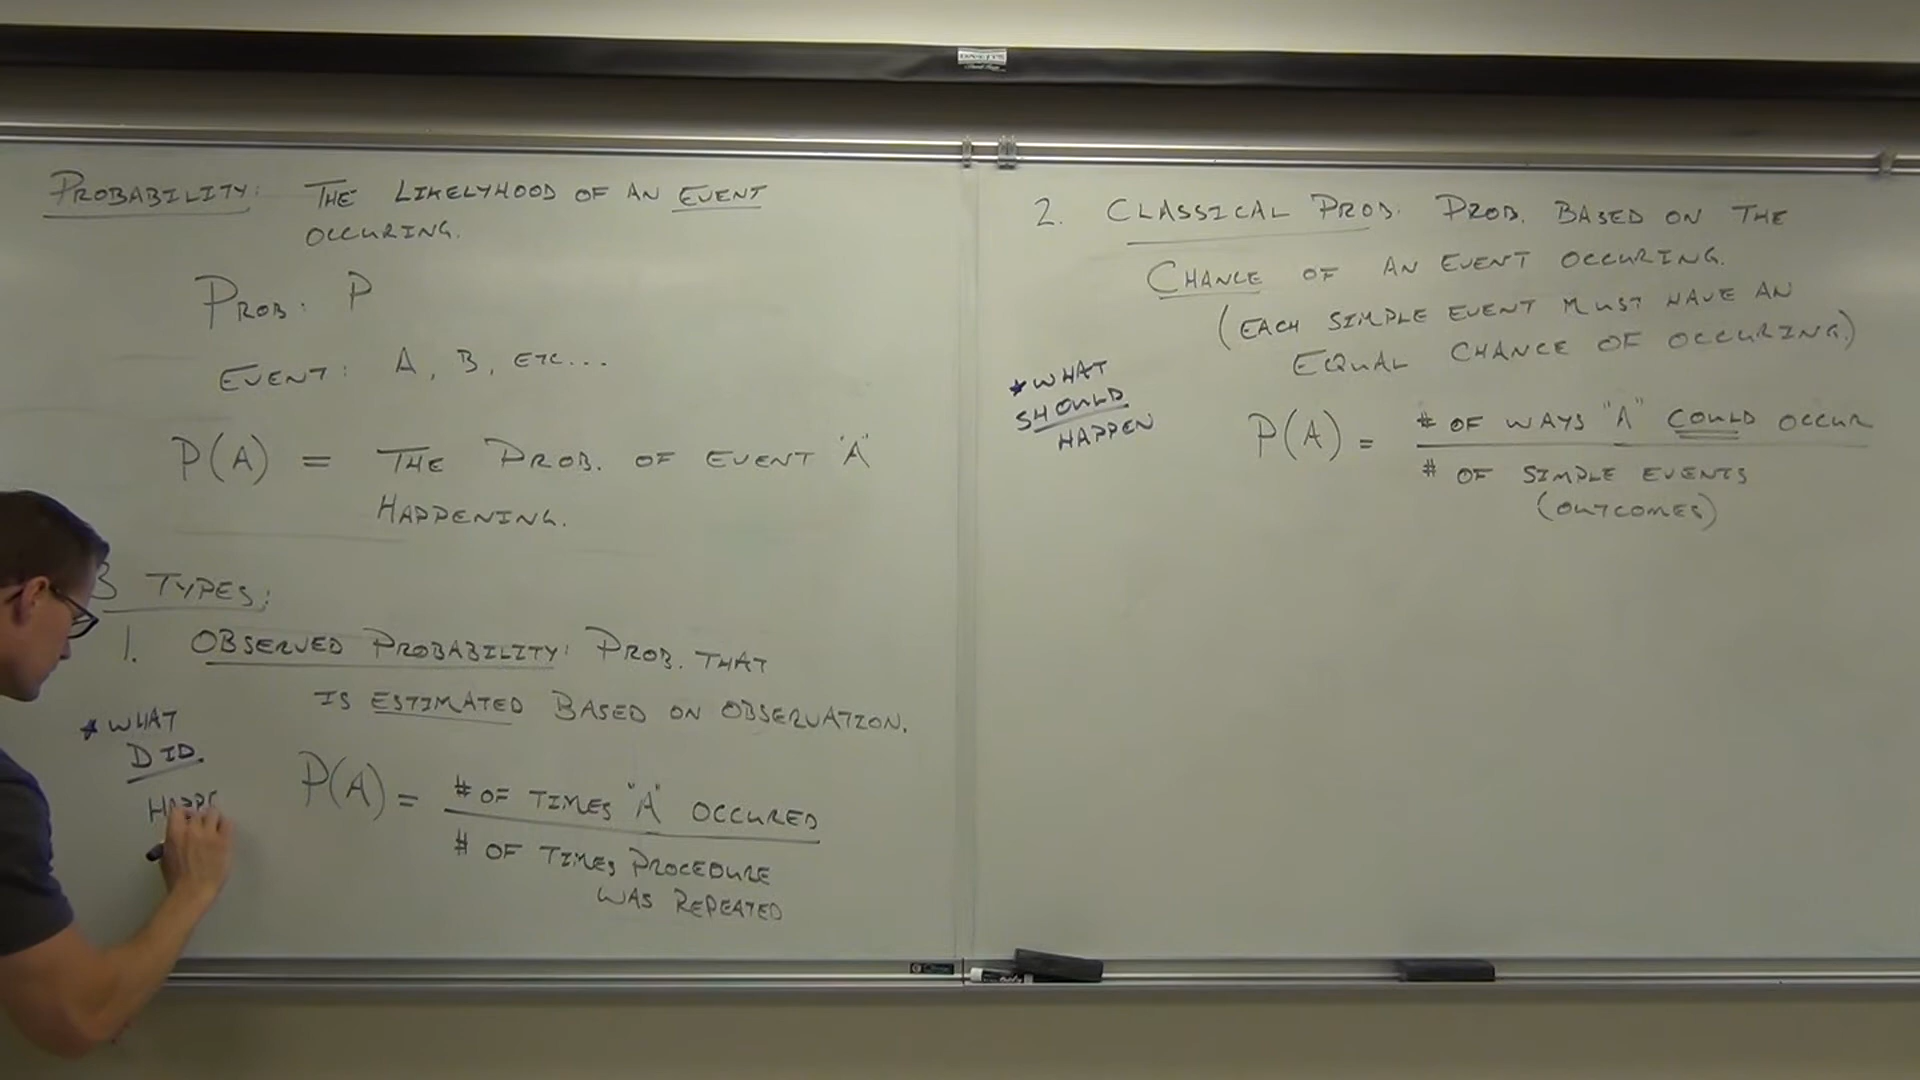 PROBABILITY: THE LIKELYHOOD OF AN EVENT
OCCURING.
PROB: P
EVENT: A, B, ETC...
P(A) = THE PROB. OF EVENT "A"
HAPPENING.
3 TYPES:
1. OBSERVED PROBABILITY: PROB. THAT
IS ESTIMATED BASED ON OBSERVATION.
* WHAT
DID
HAPPE
P(A) = # OF TIMES "A" OCCURED
# OF TIMES PROCEDURE
WAS REPEATED
2. CLASSICAL PROB. PROB. BASED ON THE
CHANCE OF AN EVENT OCCURING.
(EACH SIMPLE EVENT MUST HAVE AN
EQUAL CHANCE OF OCCURING.)
* WHAT
SHOULD
HAPPEN
P(A) = # OF WAYS "A" COULD OCCUR
# OF SIMPLE EVENTS
(OUTCOMES)